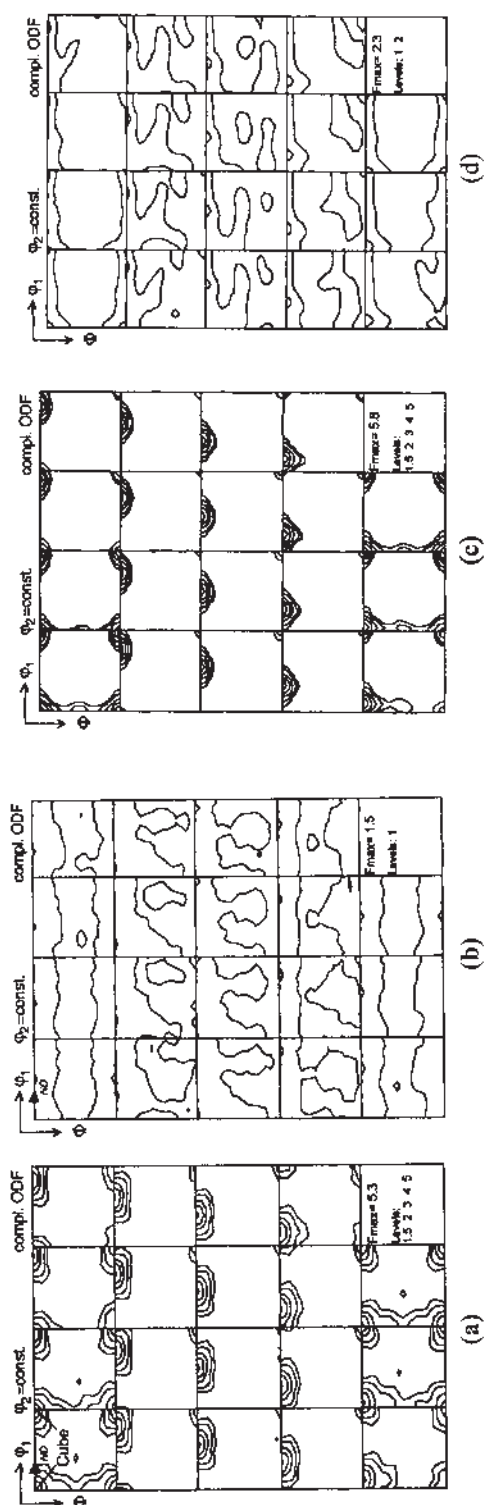 φ₁ φ₂=const. compl. ODF
ND
Cube
Φ
Fmax= 5.3
Levels:
1.5 2 3 4 5
(a)
φ₁ φ₂=const. compl. ODF
ND
Φ
Fmax= 1.5
Levels: 1
(b)
φ₁ φ₂=const. compl. ODF
Φ
Fmax= 5.8
Levels:
1.5 2 3 4 5
(c)
φ₁ φ₂=const. compl. ODF
Φ
Fmax= 2.3
Levels: 1 2
(d)